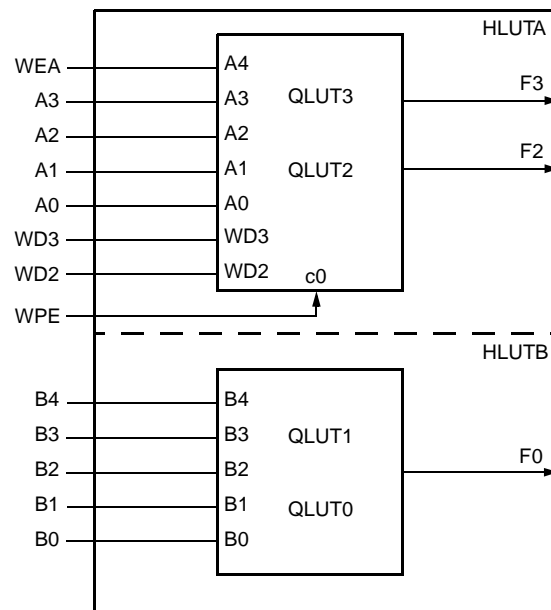 HLUTA
WEA A4
A3 A3 QLUT3 F3
A2 A2
A1 A1 QLUT2 F2
A0 A0
WD3 WD3
WD2 WD2
c0
WPE
HLUTB
B4 B4
B3 B3 QLUT1
B2 B2 F0
B1 B1 QLUT0
B0 B0